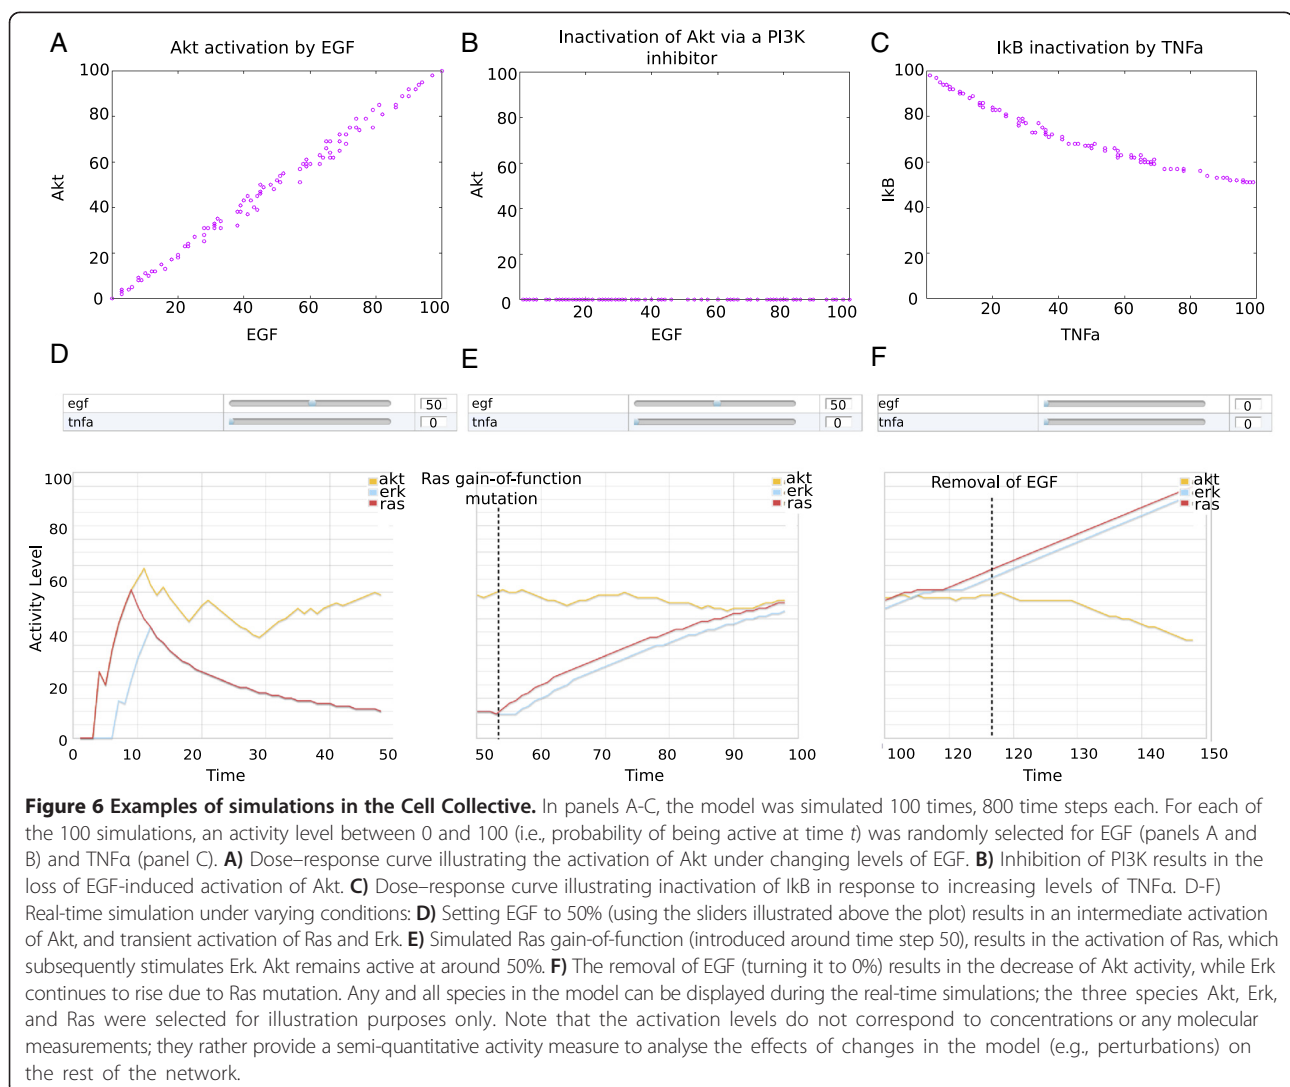 A
Akt activation by EGF
100
80
60
40
20
0
Akt
20
40
60
80
100
EGF
B
Inactivation of Akt via a PI3K
inhibitor
100
80
60
40
20
0
Akt
20
40
60
80
100
EGF
C
IkB inactivation by TNFa
100
80
60
40
20
0
IkB
20
40
60
80
100
TNFa
D
egf
50
tnfa
0
100
80
60
40
20
0
Activity Level
akt
erk
ras
0
10
20
30
40
50
Time
E
egf
50
tnfa
0
Ras gain-of-function
mutation
akt
erk
ras
50
60
70
80
90
100
Time
F
egf
0
tnfa
0
Removal of EGF
akt
erk
ras
100
120
120
130
140
150
Time
Figure 6 Examples of simulations in the Cell Collective. In panels A-C, the model was simulated 100 times, 800 time steps each. For each of
the 100 simulations, an activity level between 0 and 100 (i.e., probability of being active at time t) was randomly selected for EGF (panels A and
B) and TNFα (panel C). A) Dose–response curve illustrating the activation of Akt under changing levels of EGF. B) Inhibition of PI3K results in the
loss of EGF-induced activation of Akt. C) Dose–response curve illustrating inactivation of IkB in response to increasing levels of TNFα. D-F)
Real-time simulation under varying conditions: D) Setting EGF to 50% (using the sliders illustrated above the plot) results in an intermediate activation
of Akt, and transient activation of Ras and Erk. E) Simulated Ras gain-of-function (introduced around time step 50), results in the activation of Ras, which
subsequently stimulates Erk. Akt remains active at around 50%. F) The removal of EGF (turning it to 0%) results in the decrease of Akt activity, while Erk
continues to rise due to Ras mutation. Any and all species in the model can be displayed during the real-time simulations; the three species Akt, Erk,
and Ras were selected for illustration purposes only. Note that the activation levels do not correspond to concentrations or any molecular
measurements; they rather provide a semi-quantitative activity measure to analyse the effects of changes in the model (e.g., perturbations) on
the rest of the network.